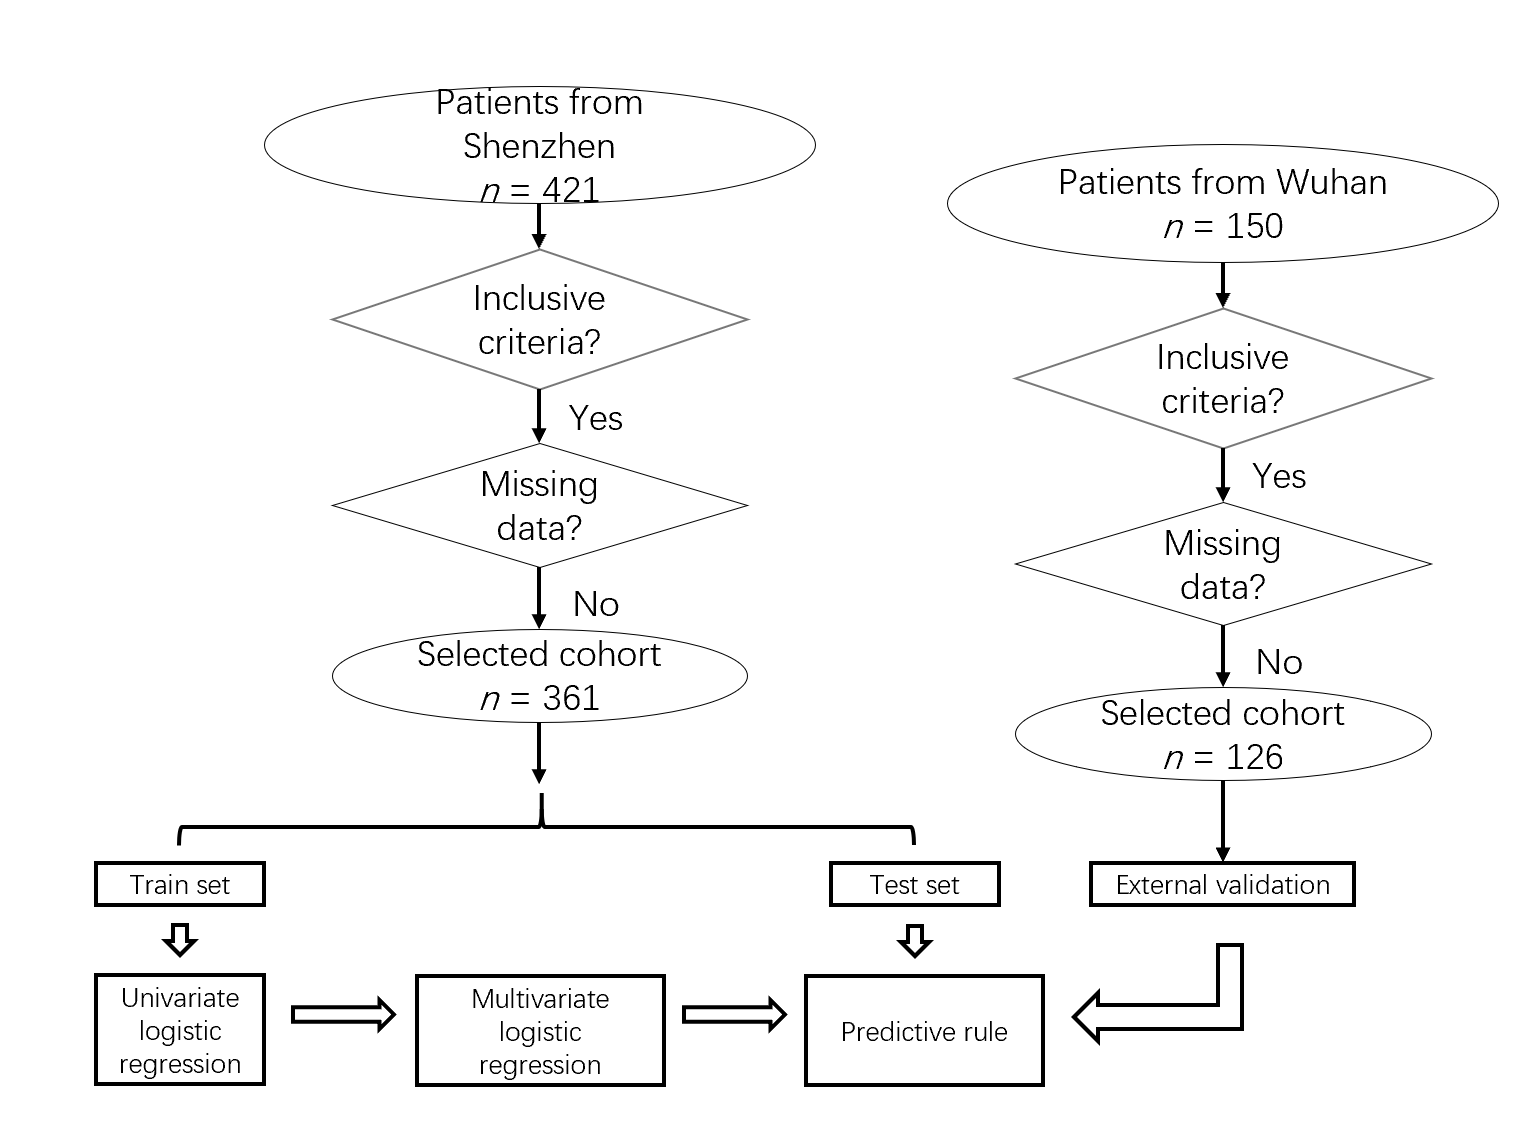 Patients from
Shenzhen
n = 421
Inclusive
criteria?
Yes
Missing
data?
No
Selected cohort
n = 361
Patients from Wuhan
n = 150
Inclusive
criteria?
Yes
Missing
data?
No
Selected cohort
n = 126
Train set
Test set
External validation
Univariate
logistic
regression
Multivariate
logistic
regression
Predictive rule